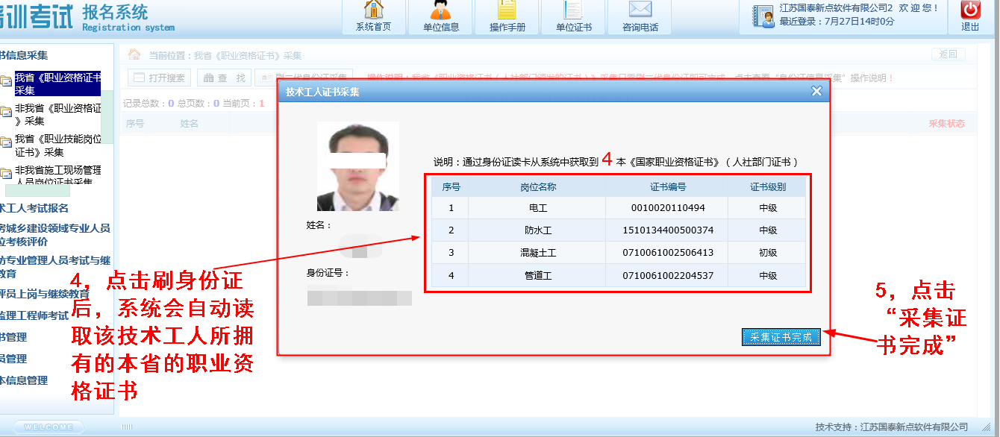 培训考试 报名系统
Registration system
系统首页
单位信息
操作手册
单位证书
咨询电话
江苏国泰新点软件有限公司2 欢 迎 您！
最近登录：7月27日14时0分
退出
书信息采集
我省《职业资格证书
采集
非我省《职业资格证
》采集
我省《职业技能岗位
证书》采集
非我省施工现场管理
人员岗位证书采集
术工人考试报名
房城乡建设领域专业人员
位考核评价
防专业管理人员考试与继
教育
评员上岗与继续教育
监理工程师考试
书管理
员管理
本信息管理
当前位置：我省《职业资格证书》采集
返回
打开搜索
查 找
刷二代身份证采集
操作说明：我省《职业资格证书（人社部门颁发的证书）》采集只需刷二代身份证即可完成，点击查看“身份证信息采集”操作说明！
记录总数：0 总页数：0 当前页：1
序号 姓名 采集状态
技术工人证书采集
说明：通过身份证读卡从系统中获取到 4 本《国家职业资格证书》（人社部门证书）
序号 岗位名称 证书编号 证书级别
1 电工 0010020110494 中级
2 防水工 1510134400500374 中级
3 混凝土工 0710061002506413 初级
4 管道工 0710061002204537 中级
姓名：
身份证号：
采集证书完成
4，点击刷身份证
后，系统会自动读
取该技术工人所拥
有的本省的职业资
格证书
5，点击
“采集证
书完成”
WELCOME
技术支持：江苏国泰新点软件有限公司